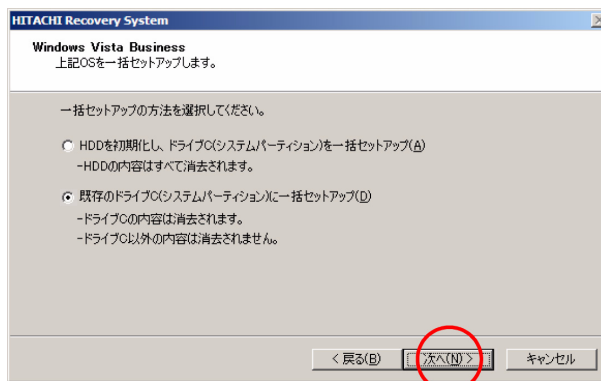 HITACHI Recovery System
Windows Vista Business
上記OSを一括セットアップします。
一括セットアップの方法を選択してください。
HDDを初期化し、ドライブC(システムパーティション)を一括セットアップ(A)
-HDDの内容はすべて消去されます。
既存のドライブC(システムパーティション)に一括セットアップ(D)
-ドライブCの内容は消去されます。
-ドライブC以外の内容は消去されません。
< 戻る(B) 次へ(N) > キャンセル